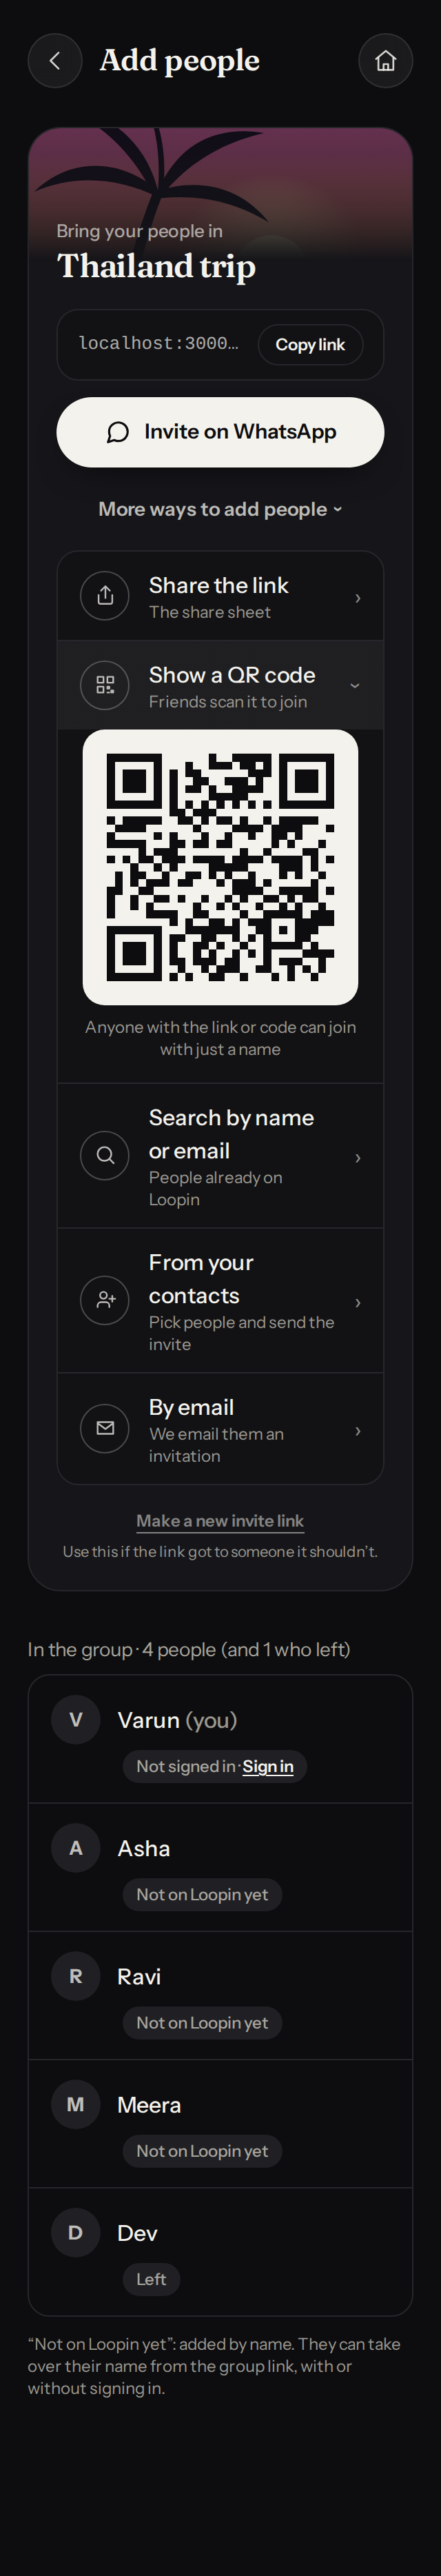 Add people
Bring your people in
Thailand trip
localhost:3000…
Copy link
Invite on WhatsApp
More ways to add people
Share the link
The share sheet
Show a QR code
Friends scan it to join
Anyone with the link or code can join
with just a name
Search by name
or email
People already on
Loopin
From your
contacts
Pick people and send the
invite
By email
We email them an
invitation
Make a new invite link
Use this if the link got to someone it shouldn’t.
In the group · 4 people (and 1 who left)
V
Varun (you)
Not signed in · Sign in
A
Asha
Not on Loopin yet
R
Ravi
Not on Loopin yet
M
Meera
Not on Loopin yet
D
Dev
Left
“Not on Loopin yet”: added by name. They can take
over their name from the group link, with or
without signing in.